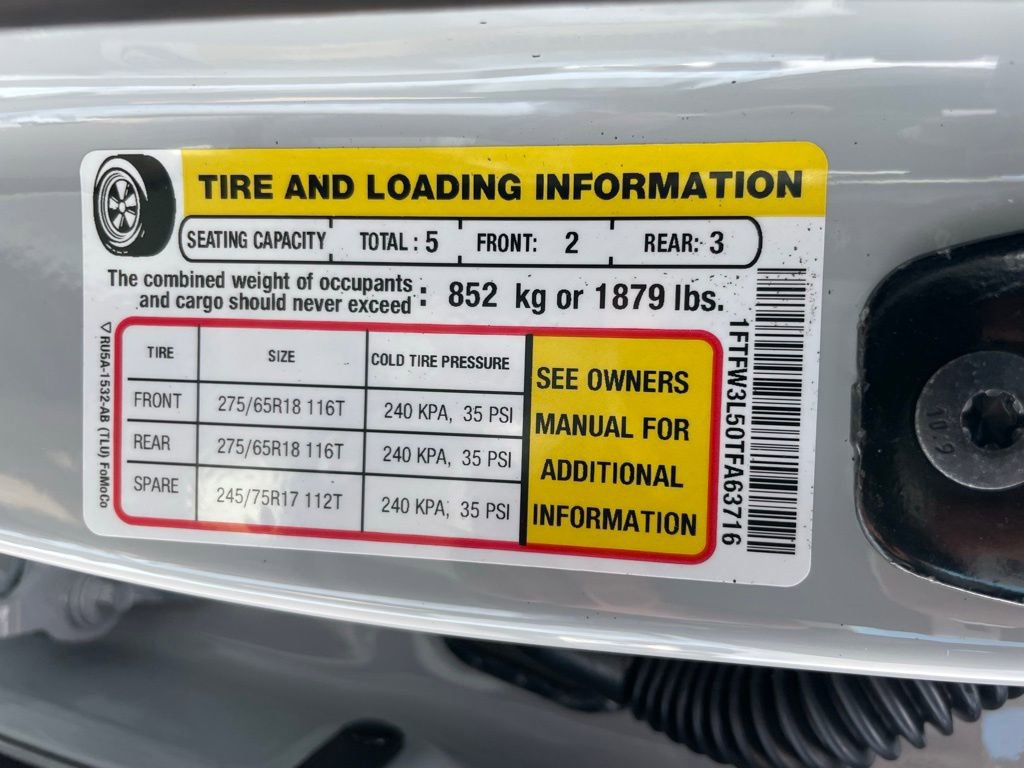 TIRE AND LOADING INFORMATION
SEATING CAPACITY TOTAL : 5 FRONT: 2 REAR: 3
The combined weight of occupants
and cargo should never exceed : 852 kg or 1879 lbs.
TIRE SIZE COLD TIRE PRESSURE
FRONT 275/65R18 116T 240 KPA, 35 PSI
REAR 275/65R18 116T 240 KPA, 35 PSI
SPARE 245/75R17 112T 240 KPA, 35 PSI
SEE OWNERS
MANUAL FOR
ADDITIONAL
INFORMATION
1FTFW3L50TFA63716
RU5A-1532-AB (TLU) FoMoCo
10.9